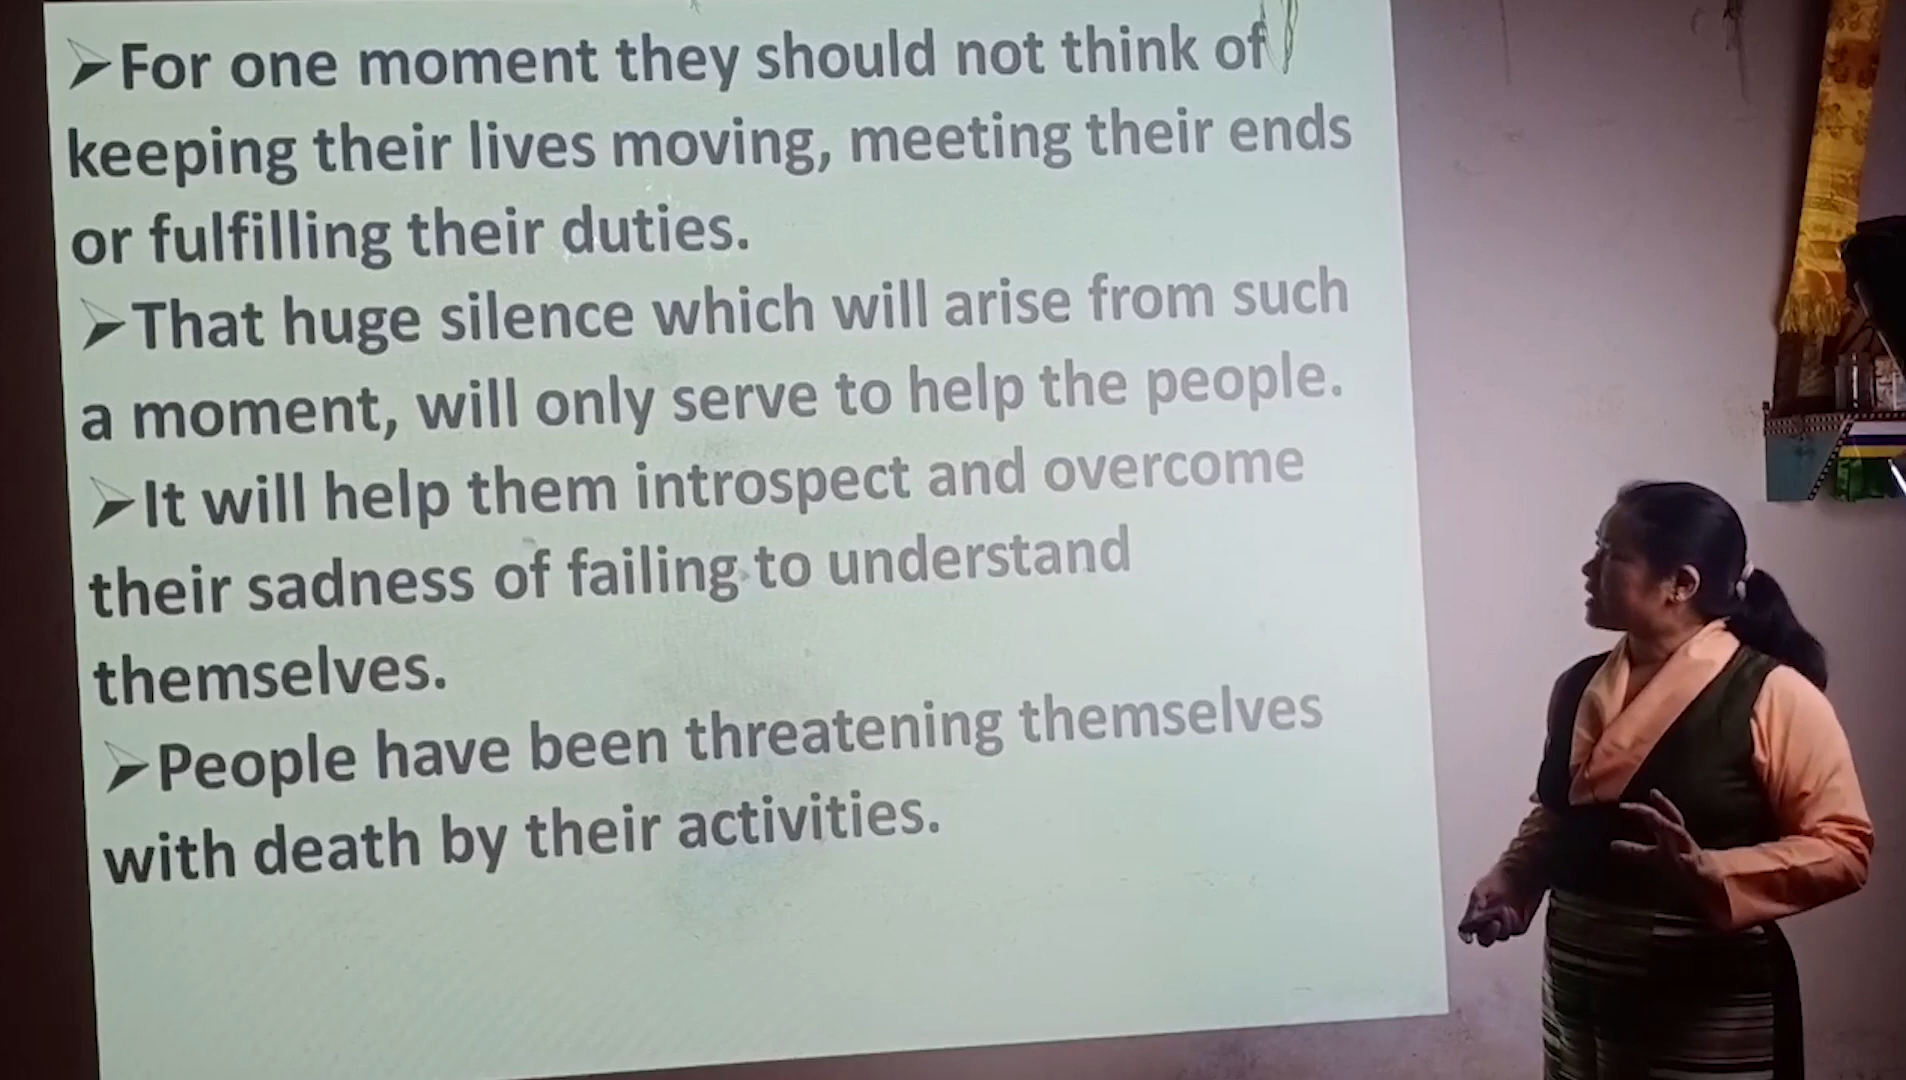 ➢For one moment they should not think of
keeping their lives moving, meeting their ends
or fulfilling their duties.
➢That huge silence which will arise from such
a moment, will only serve to help the people.
➢It will help them introspect and overcome
their sadness of failing to understand
themselves.
➢People have been threatening themselves
with death by their activities.